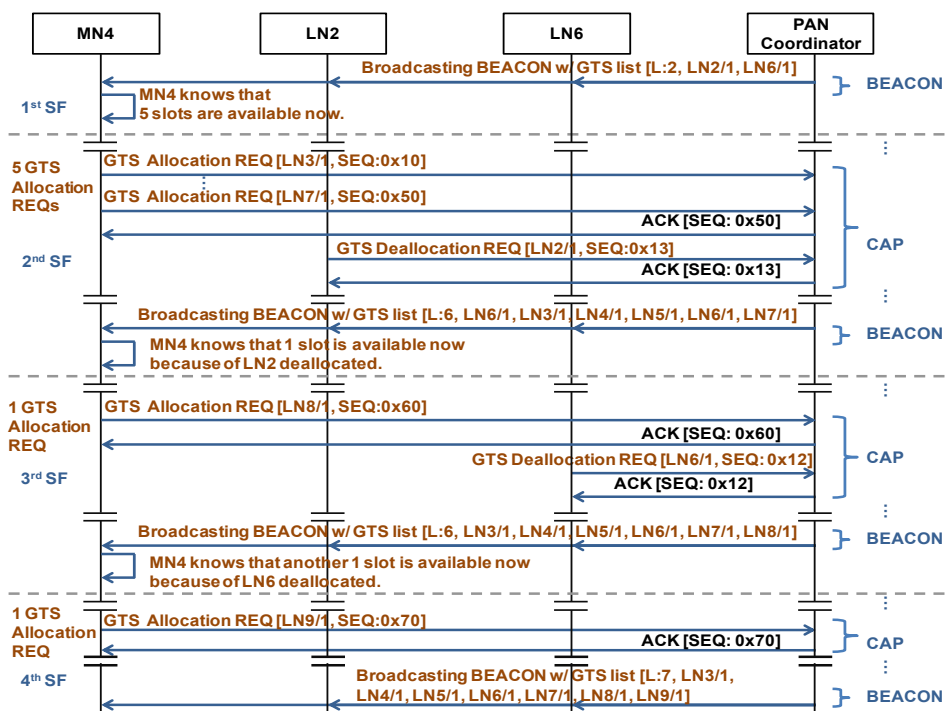 MN4
LN2
LN6
PAN
Coordinator
Broadcasting BEACON w/ GTS list [L:2, LN2/1, LN6/1]
BEACON
MN4 knows that
5 slots are available now.
1st SF
5 GTS
Allocation
REQs
GTS Allocation REQ [LN3/1, SEQ:0x10]
GTS Allocation REQ [LN7/1, SEQ:0x50]
ACK [SEQ: 0x50]
GTS Deallocation REQ [LN2/1, SEQ:0x13]
ACK [SEQ: 0x13]
CAP
2nd SF
Broadcasting BEACON w/ GTS list [L:6, LN6/1, LN3/1, LN4/1, LN5/1, LN6/1, LN7/1]
BEACON
MN4 knows that 1 slot is available now
because of LN2 deallocated.
1 GTS
Allocation
REQ
GTS Allocation REQ [LN8/1, SEQ:0x60]
ACK [SEQ: 0x60]
GTS Deallocation REQ [LN6/1, SEQ: 0x12]
ACK [SEQ: 0x12]
CAP
3rd SF
Broadcasting BEACON w/ GTS list [L:6, LN3/1, LN4/1, LN5/1, LN6/1, LN7/1, LN8/1]
BEACON
MN4 knows that another 1 slot is available now
because of LN6 deallocated.
1 GTS
Allocation
REQ
GTS Allocation REQ [LN9/1, SEQ:0x70]
ACK [SEQ: 0x70]
CAP
4th SF
Broadcasting BEACON w/ GTS list [L:7, LN3/1,
LN4/1, LN5/1, LN6/1, LN7/1, LN8/1, LN9/1]
BEACON